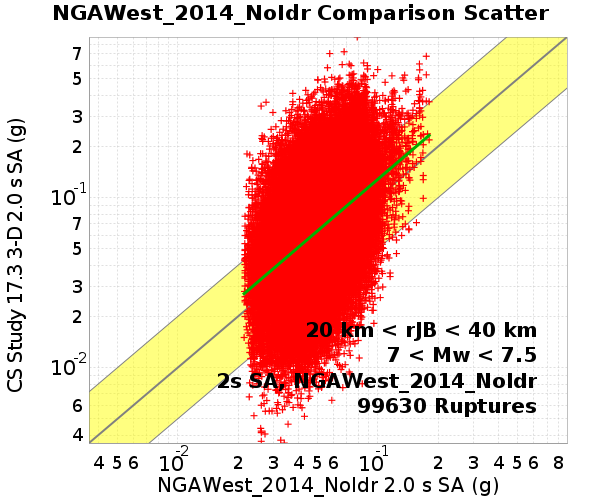 NGAWest_2014_NoIdr Comparison Scatter
CS Study 17.3 3-D 2.0 s SA (g)
7
5
3
2
10-1
7
5
3
2
10-2
6
4
20 km < rJB < 40 km
7 < Mw < 7.5
2s SA, NGAWest_2014_NoIdr
99630 Ruptures
4 5 6 10-2 2 3 4 5 6 10-1 2 3 4 5 6 8
NGAWest_2014_NoIdr 2.0 s SA (g)